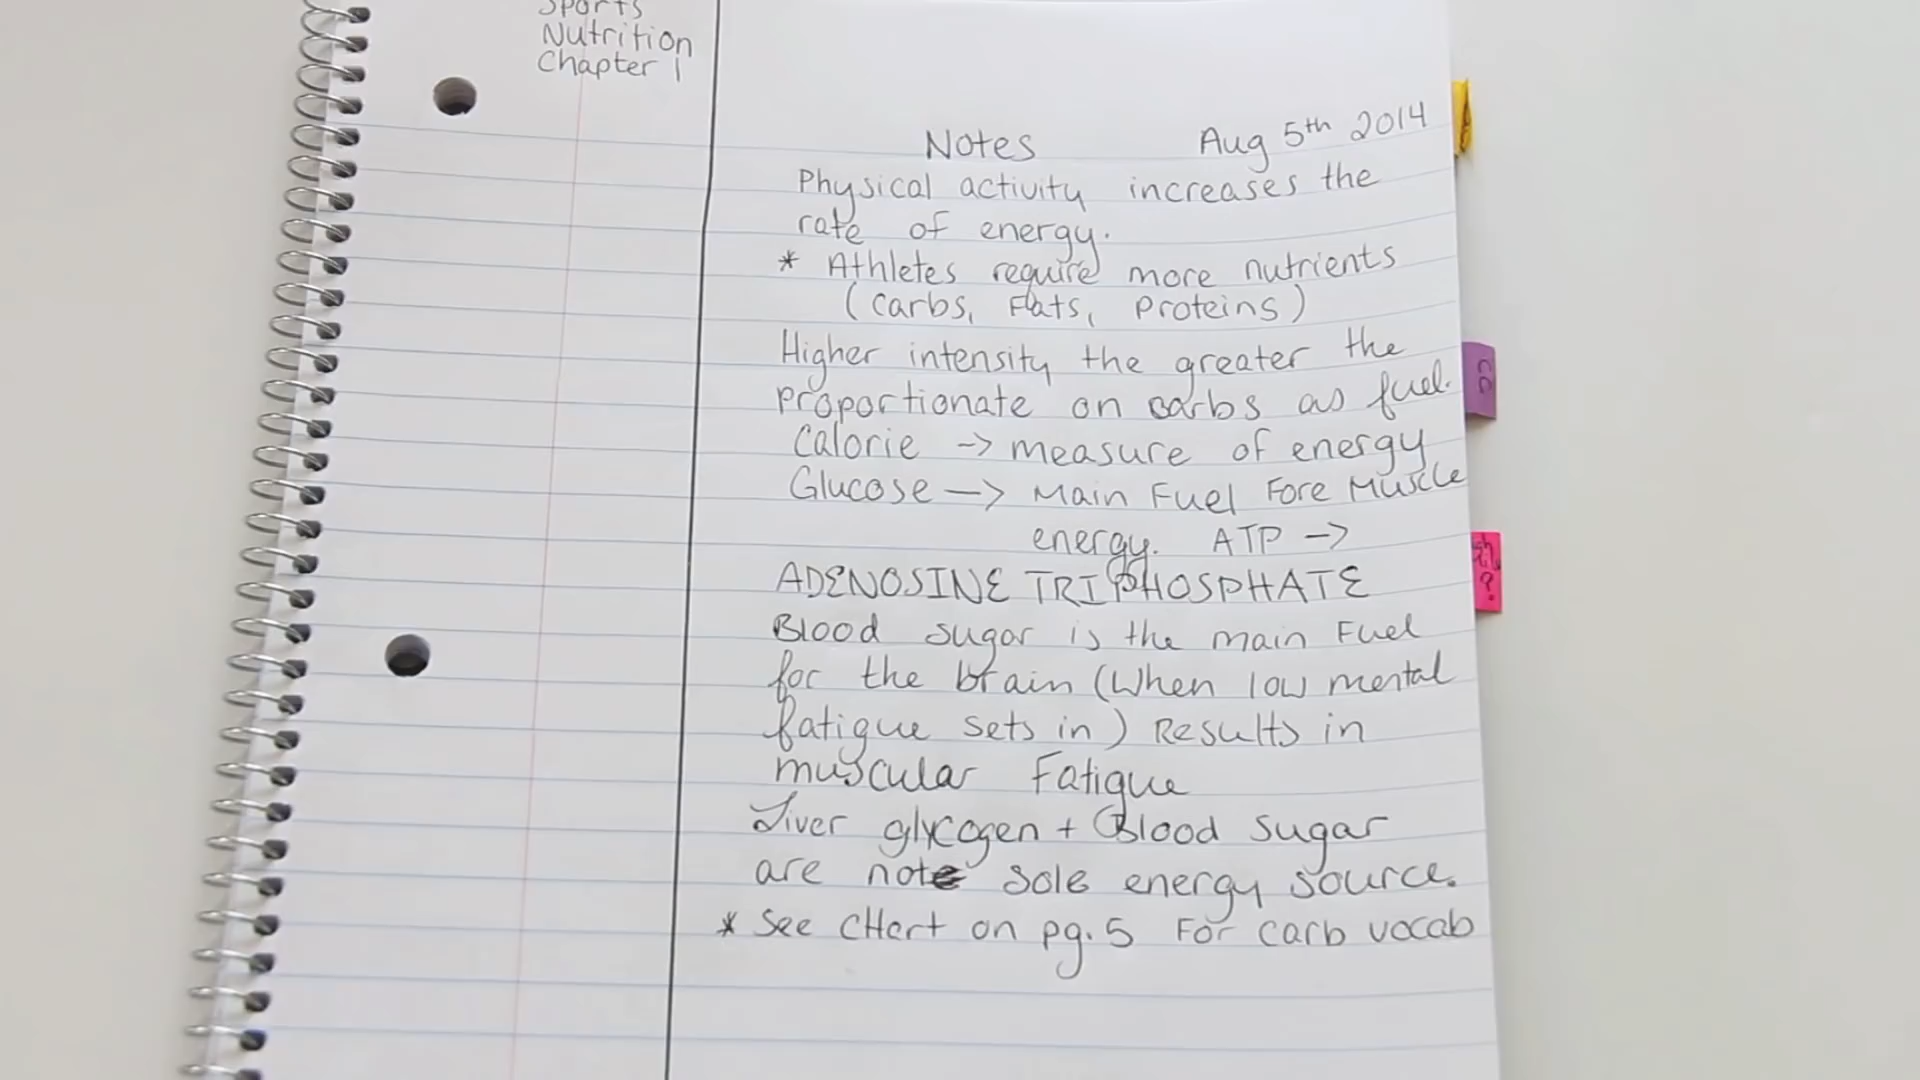 Sports
Nutrition
Chapter 1
Notes Aug 5th 2014
Physical activity increases the
rate of energy.
* Athletes require more nutrients
(carbs, Fats, Proteins)
Higher intensity the greater the
proportionate on carbs as fuel.
Calorie -> measure of energy
Glucose -> Main Fuel Fore Muscle
energy. ATP ->
ADENOSINE TRIPHOSPHATE
Blood sugar is the main Fuel
for the brain (When low mental
fatigue sets in) Results in
muscular Fatigue
Liver glycogen + Blood sugar
are note sole energy source.
* See CHart on pg. 5 For carb vocab
?